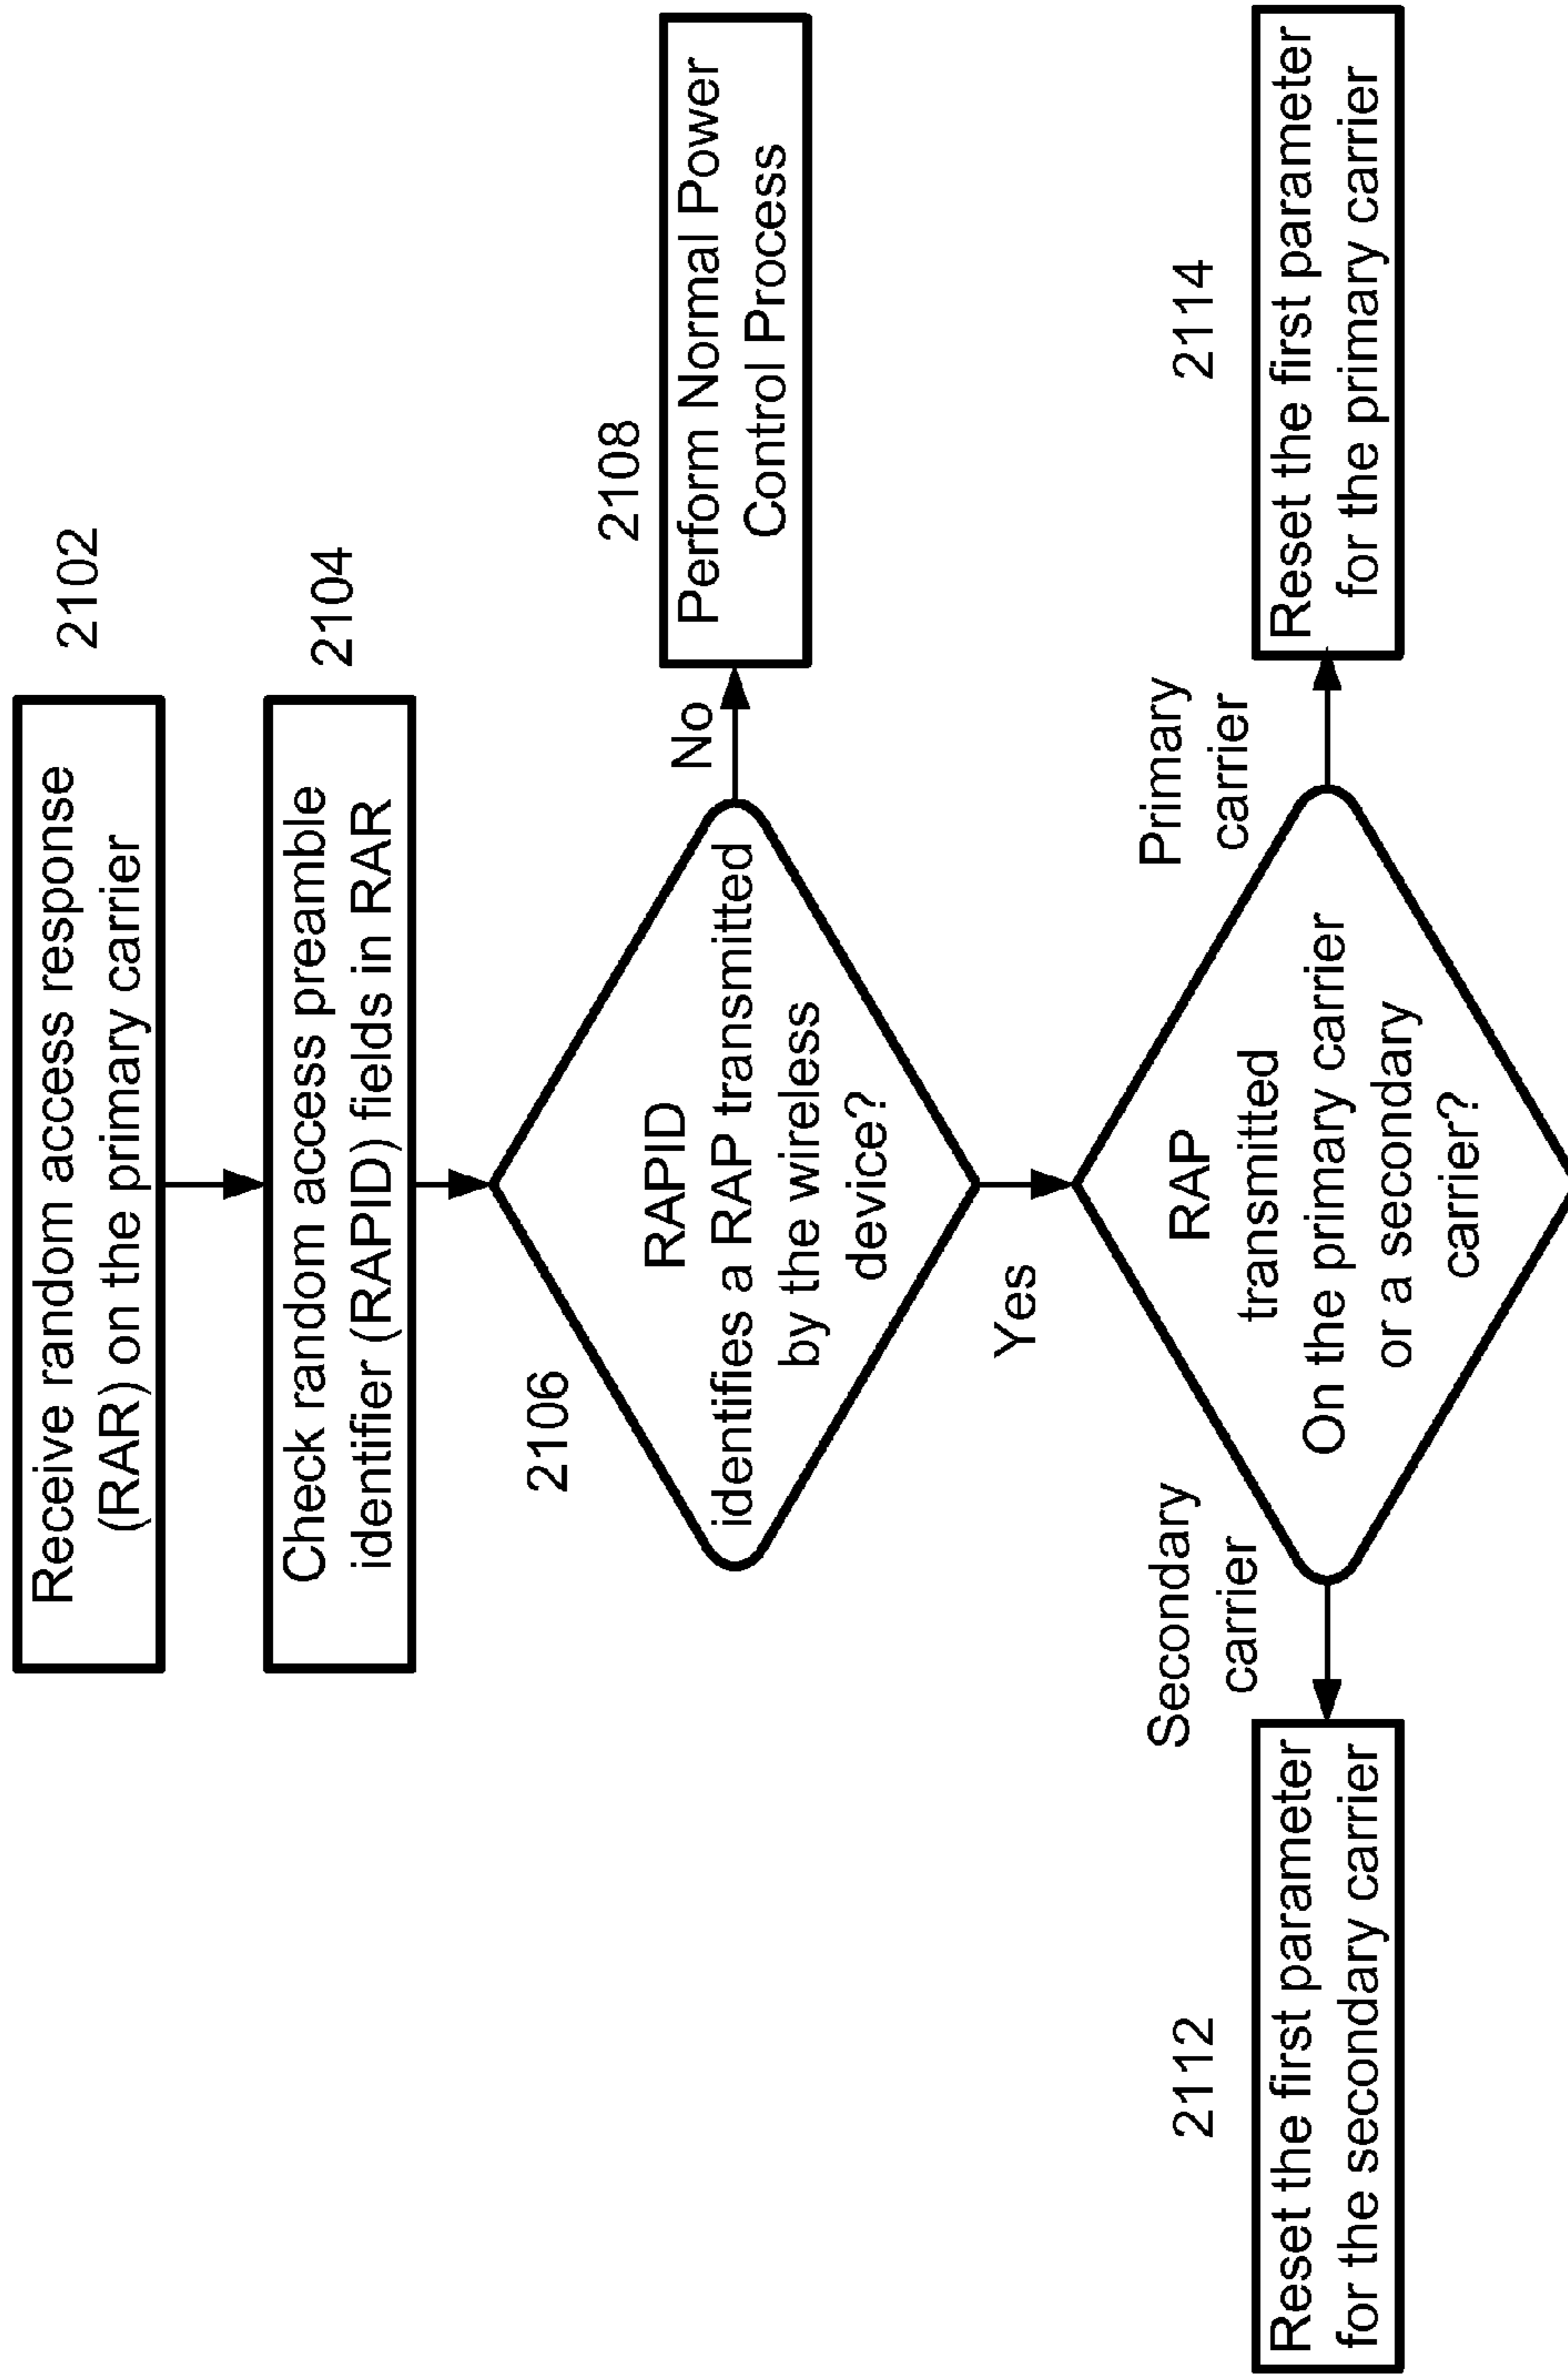 2102
Receive random access response
(RAR) on the primary carrier
2104
Check random access preamble
identifier (RAPID) fields in RAR
2106
RAPID
identifies a RAP transmitted
by the wireless
device?
No
2108
Perform Normal Power
Control Process
Yes
RAP
transmitted
On the primary carrier
or a secondary
carrier?
Secondary
carrier
Primary
carrier
2112
Reset the first parameter
for the secondary carrier
2114
Reset the first parameter
for the primary carrier